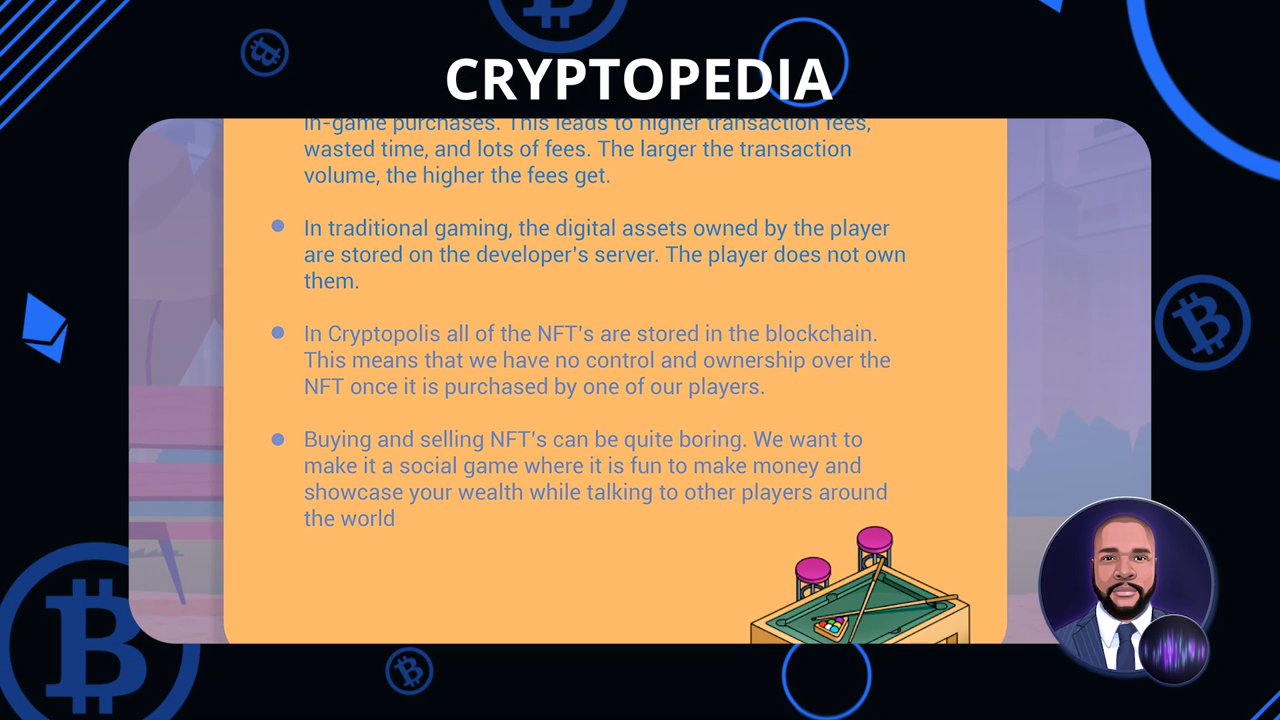 CRYPTOPEDIA
in-game purchases. This leads to higher transaction fees,
wasted time, and lots of fees. The larger the transaction
volume, the higher the fees get.
In traditional gaming, the digital assets owned by the player
are stored on the developer's server. The player does not own
them.
In Cryptopolis all of the NFT's are stored in the blockchain.
This means that we have no control and ownership over the
NFT once it is purchased by one of our players.
Buying and selling NFT's can be quite boring. We want to
make it a social game where it is fun to make money and
showcase your wealth while talking to other players around
the world